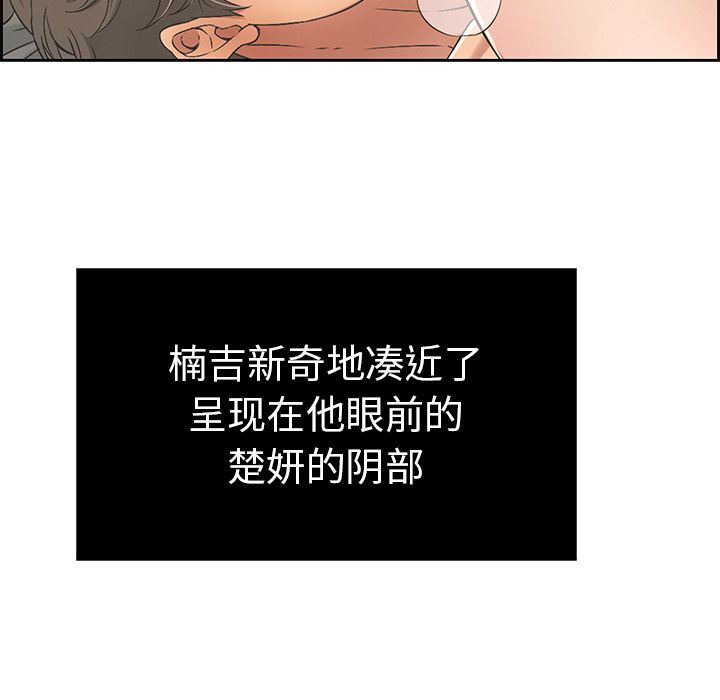 楠吉新奇地凑近了
呈现在他眼前的
楚妍的阴部